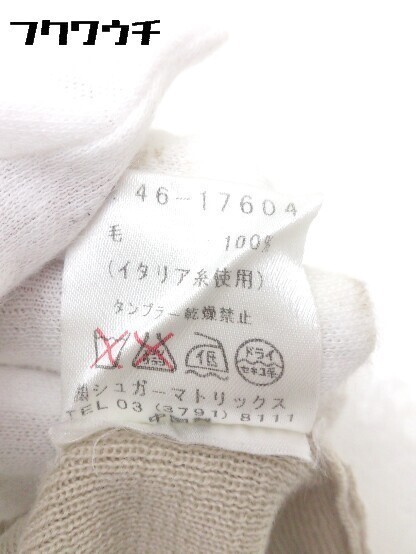 フクワウチ
46-17604
毛 100%
(イタリア糸使用)
タンブラー乾燥禁止
低
ドライ
セキユ系
㈱シュガーマトリックス
TEL 03 (3791) 8111